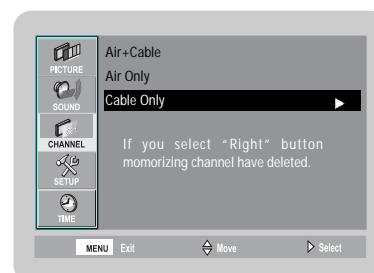 PICTURE
SOUND
CHANNEL
SETUP
TIME
Air+Cable
Air Only
Cable Only
If you select “Right” button
momorizing channel have deleted.
MENU Exit Move Select